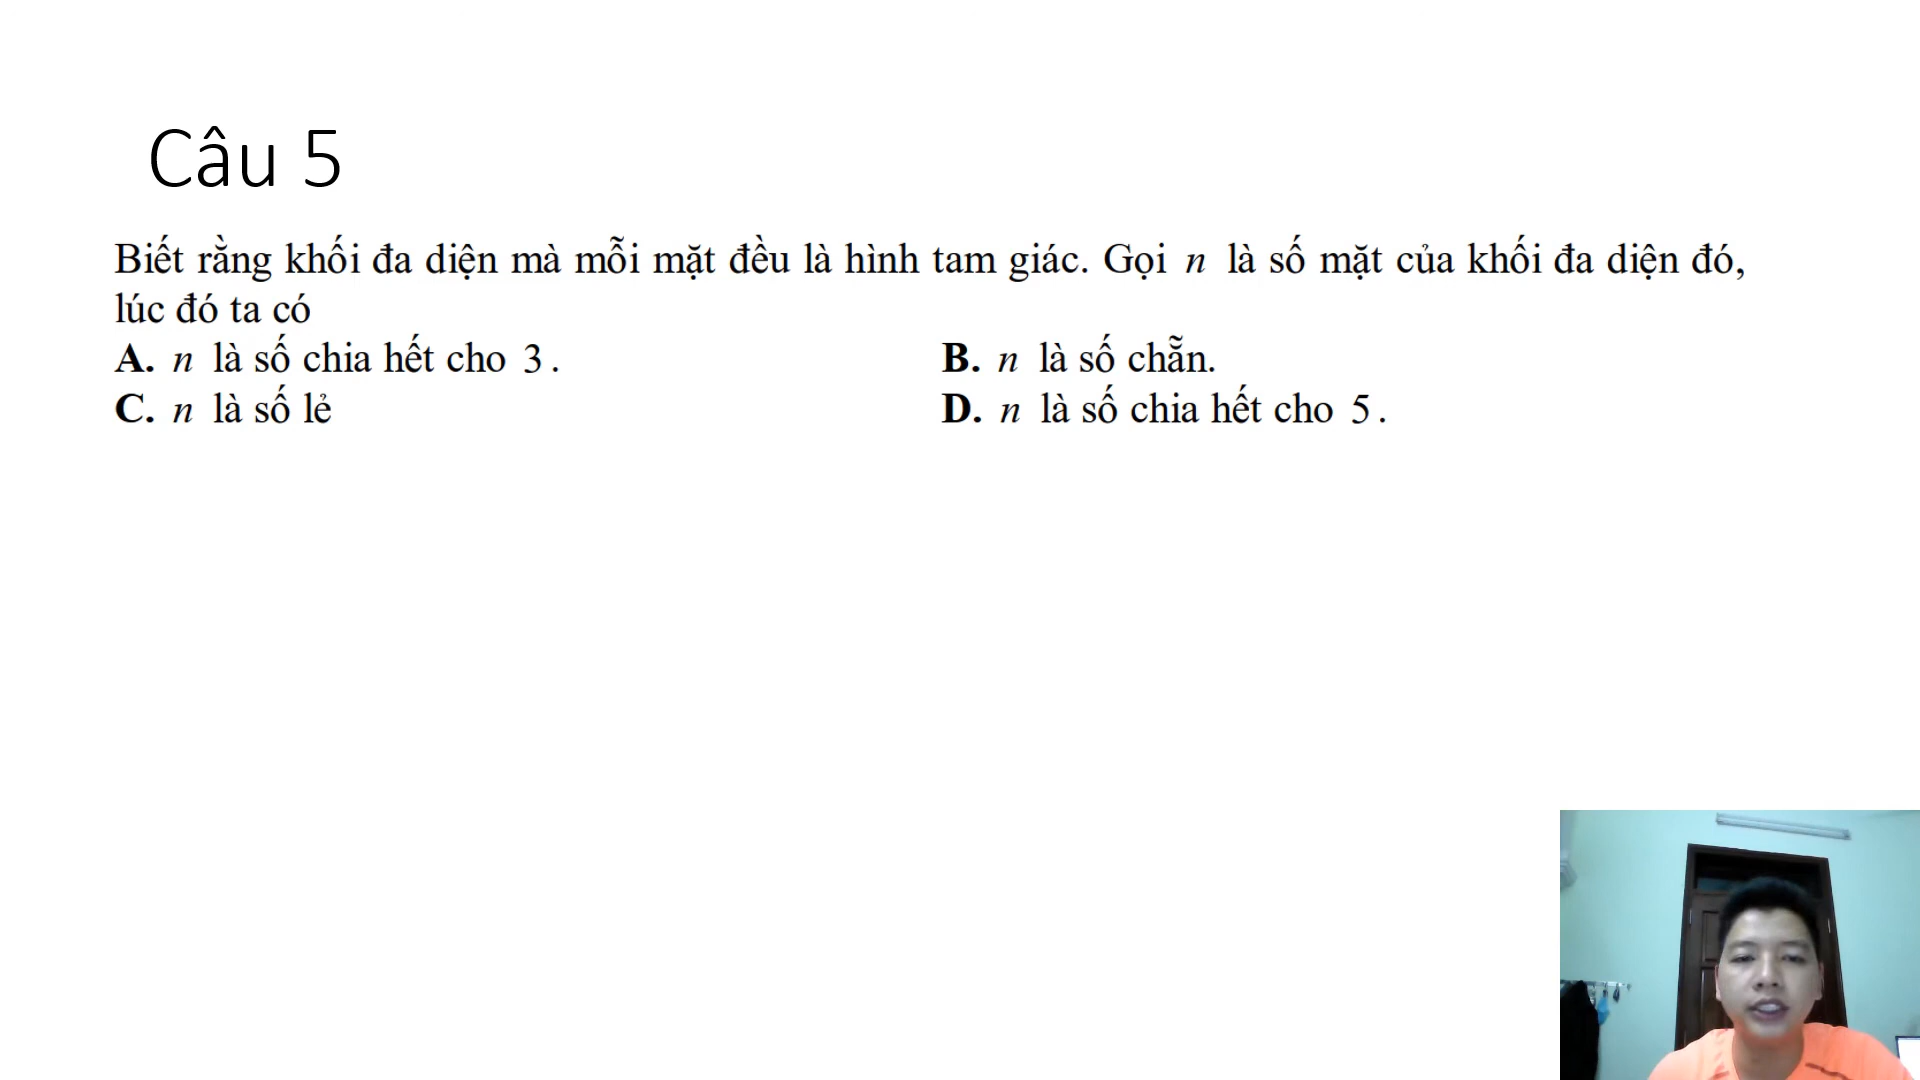 Câu 5
Biết rằng khối đa diện mà mỗi mặt đều là hình tam giác. Gọi n là số mặt của khối đa diện đó,
lúc đó ta có
A. n là số chia hết cho 3.
B. n là số chẵn.
C. n là số lẻ
D. n là số chia hết cho 5.